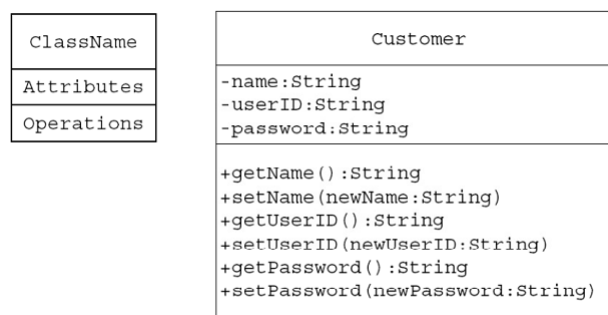 ClassName
Attributes
Operations
Customer
-name:String
-userID:String
-password:String
+getName():String
+setName(newName:String)
+getUserID():String
+setUserID(newUserID:String)
+getPassword():String
+setPassword(newPassword:String)